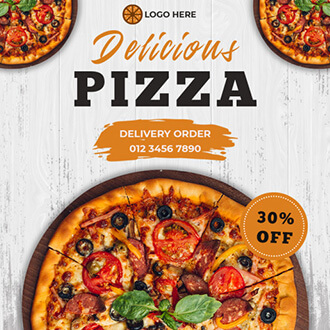 LOGO HERE
Delicious
PIZZA
DELIVERY ORDER
012 3456 7890
30%
OFF